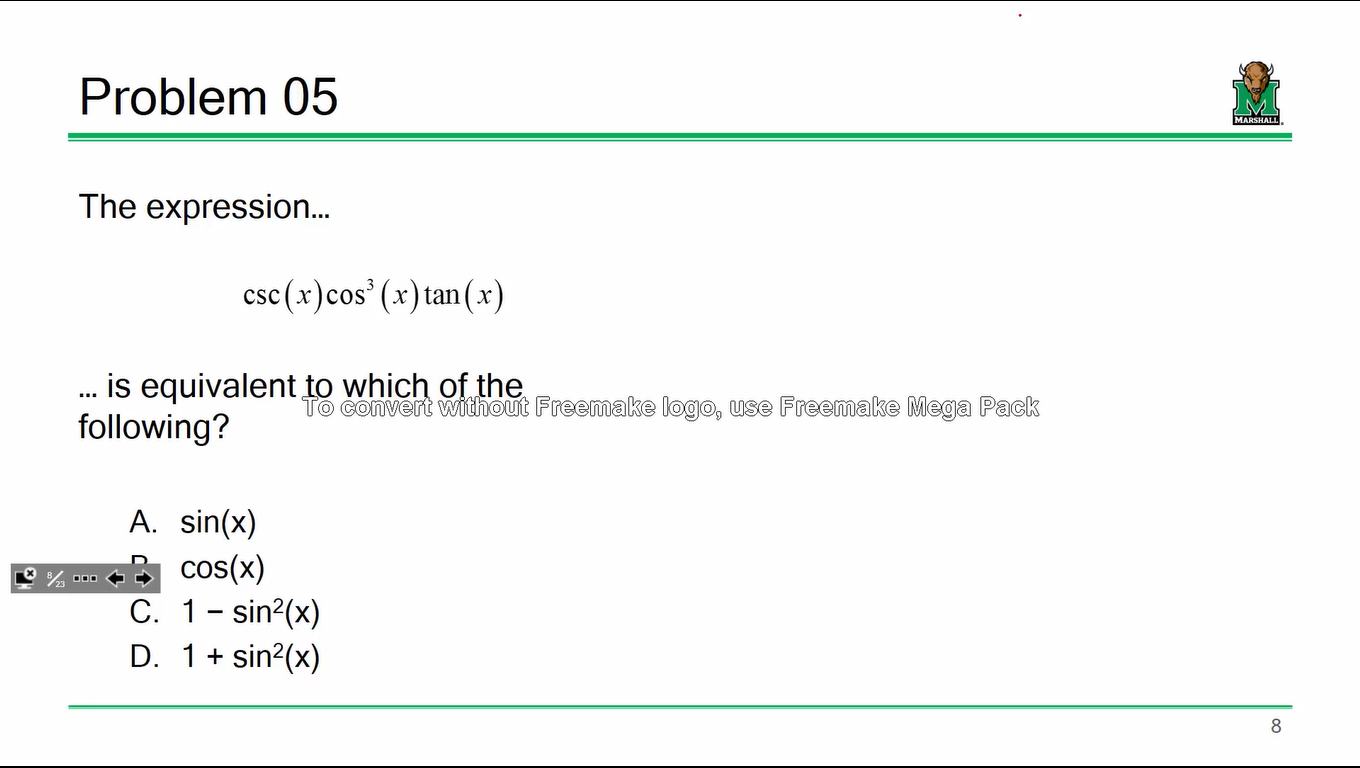 Problem 05
MARSHALL
The expression...
csc(x)cos³(x)tan(x)
... is equivalent to which of the
To convert without Freemake logo, use Freemake Mega Pack
following?
A. sin(x)
cos(x)
8/23
C. 1 − sin²(x)
D. 1 + sin²(x)
8